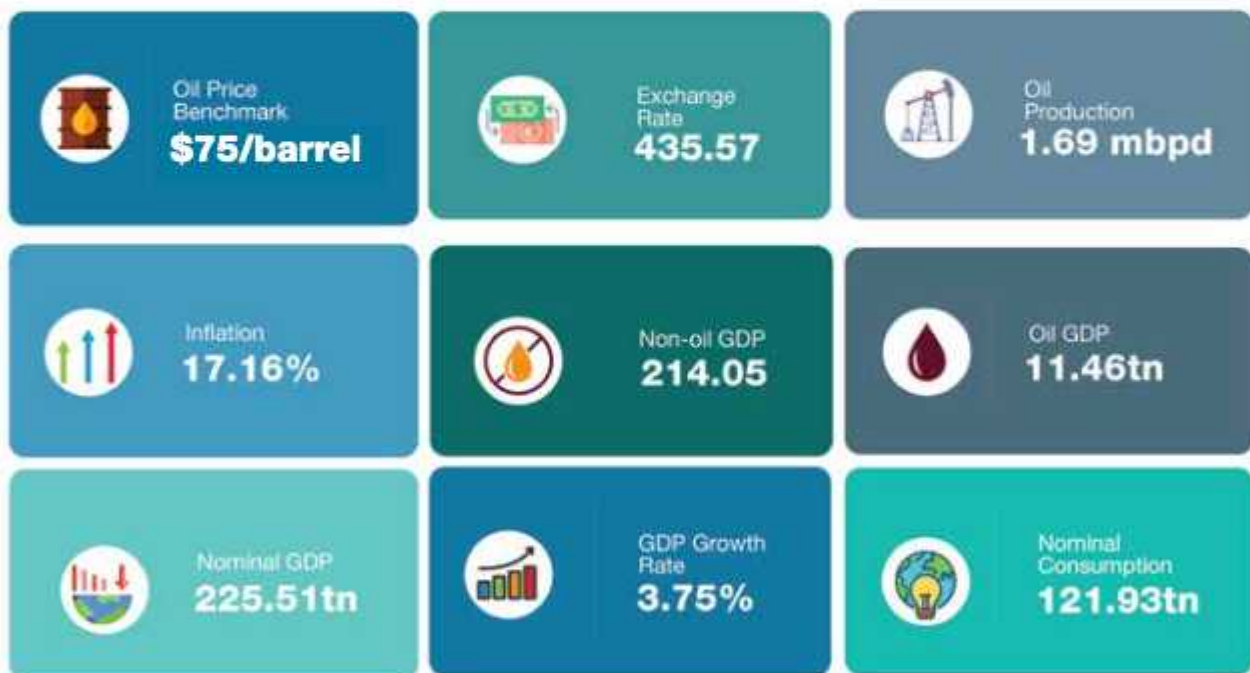 Oil Price
Benchmark
$75/barrel
Exchange
Rate
435.57
Oil
Production
1.69 mbpd
Inflation
17.16%
Non-oil GDP
214.05
Oil GDP
11.46tn
Nominal GDP
225.51tn
GDP Growth
Rate
3.75%
Nominal
Consumption
121.93tn